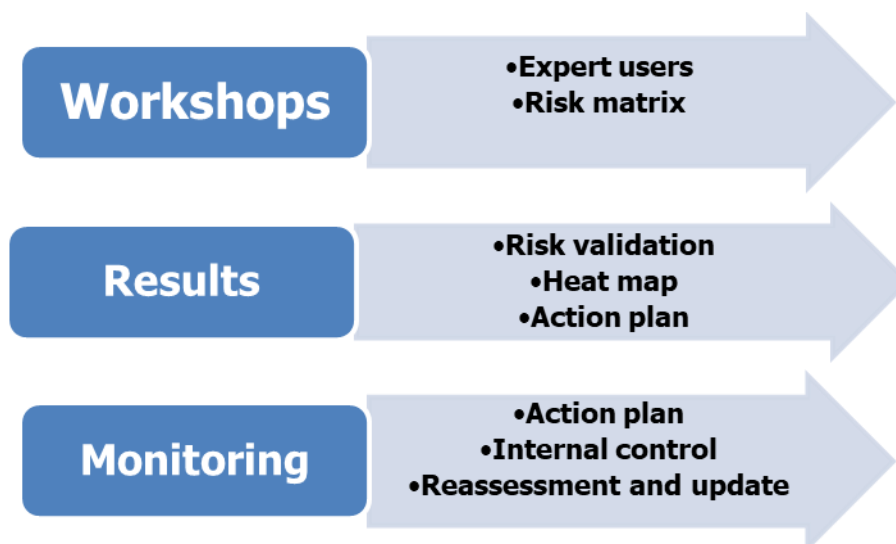 Workshops
•Expert users
•Risk matrix
Results
•Risk validation
•Heat map
•Action plan
Monitoring
•Action plan
•Internal control
•Reassessment and update